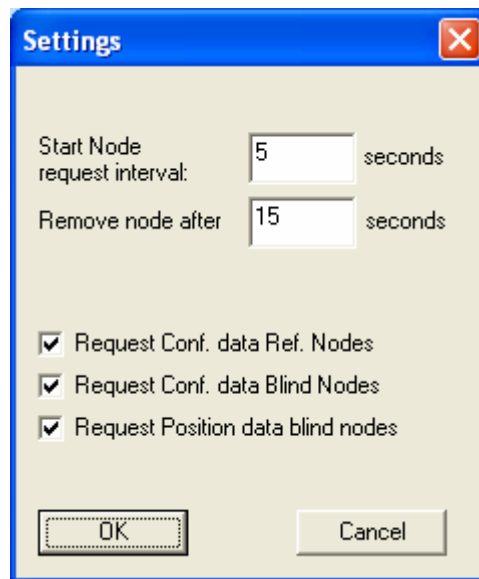 Settings
Start Node
request interval:
5
seconds
Remove node after
15
seconds
Request Conf. data Ref. Nodes
Request Conf. data Blind Nodes
Request Position data blind nodes
OK
Cancel